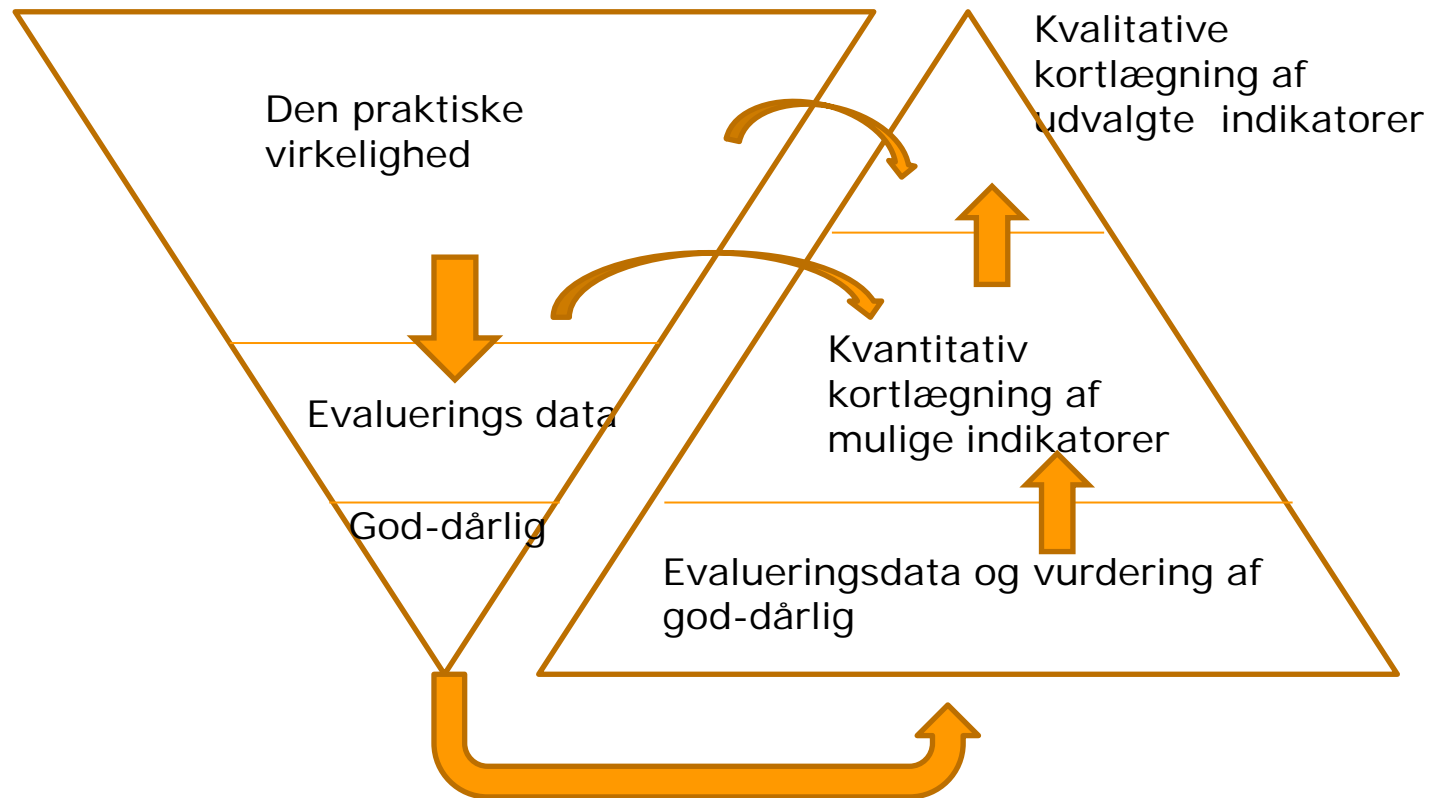 Den praktiske
virkelighed
Evaluerings data
God-dårlig
Kvalitative
kortlægning af
udvalgte indikatorer
Kvantitativ
kortlægning af
mulige indikatorer
Evalueringsdata og vurdering af
god-dårlig